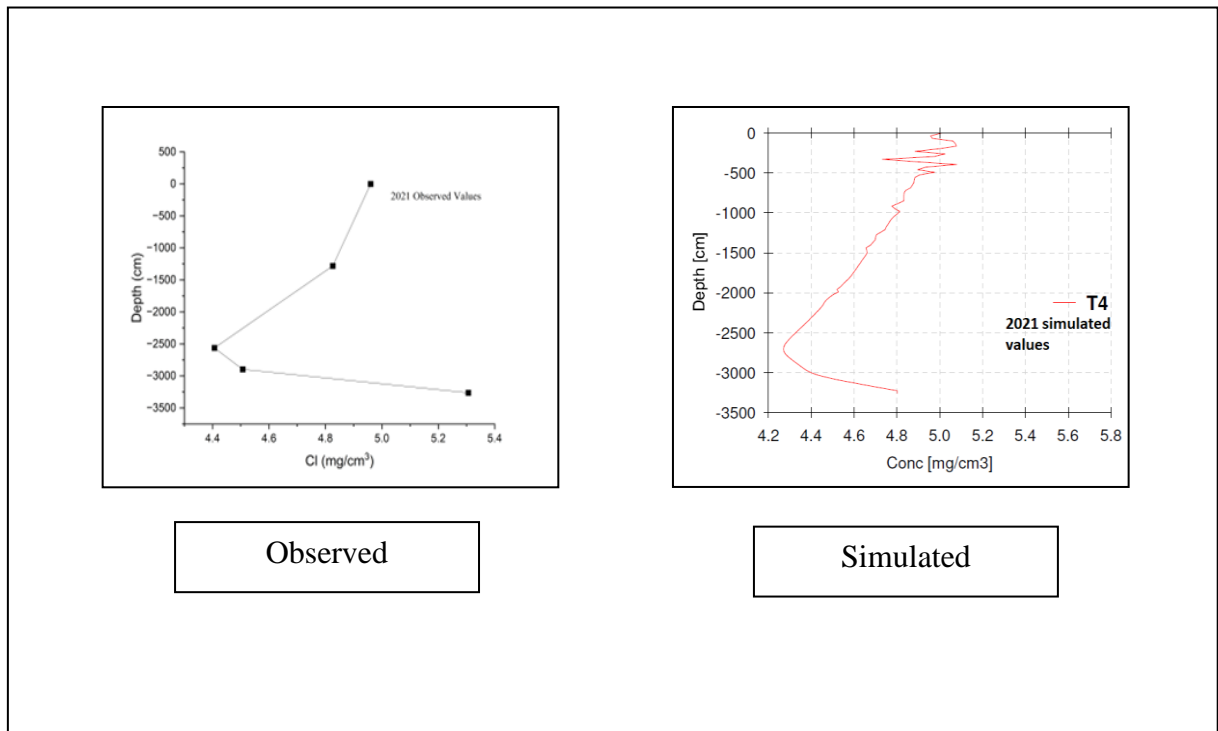 500
0
−500
−1000
−1500
−2000
−2500
−3000
−3500
Depth (cm)
2021 Observed Values
4.4 4.6 4.8 5.0 5.2 5.4
Cl (mg/cm³)
Observed
0
-500
-1000
-1500
-2000
-2500
-3000
-3500
Depth [cm]
T4
2021 simulated
values
4.2 4.4 4.6 4.8 5.0 5.2 5.4 5.6 5.8
Conc [mg/cm3]
Simulated